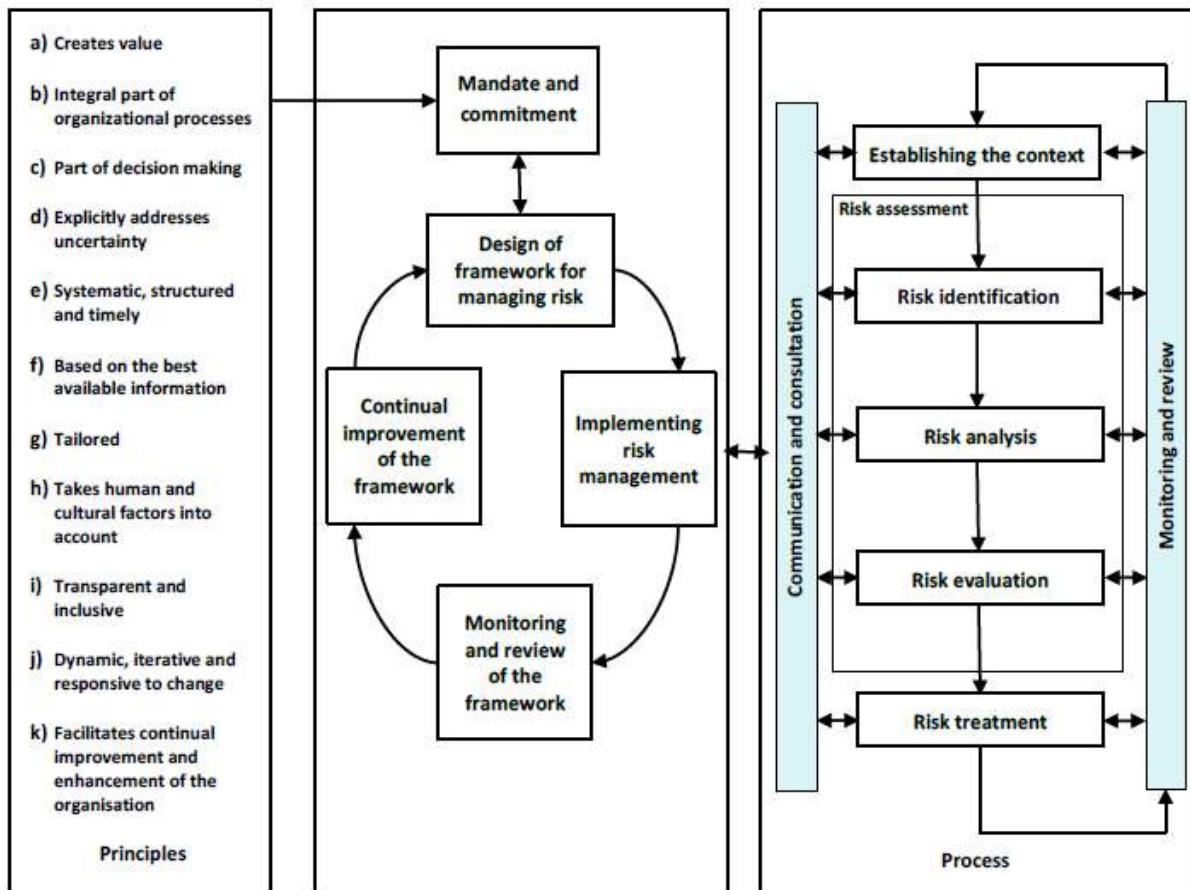 a) Creates value
b) Integral part of
organizational processes
c) Part of decision making
d) Explicitly addresses
uncertainty
e) Systematic, structured
and timely
f) Based on the best
available information
g) Tailored
h) Takes human and
cultural factors into
account
i) Transparent and
inclusive
j) Dynamic, iterative and
responsive to change
k) Facilitates continual
improvement and
enhancement of the
organisation
Principles
Mandate and
commitment
Design of
framework for
managing risk
Implementing
risk
management
Monitoring
and review
of the
framework
Continual
improvement
of the
framework
Communication and consultation
Establishing the context
Risk assessment
Risk identification
Risk analysis
Risk evaluation
Risk treatment
Monitoring and review
Process